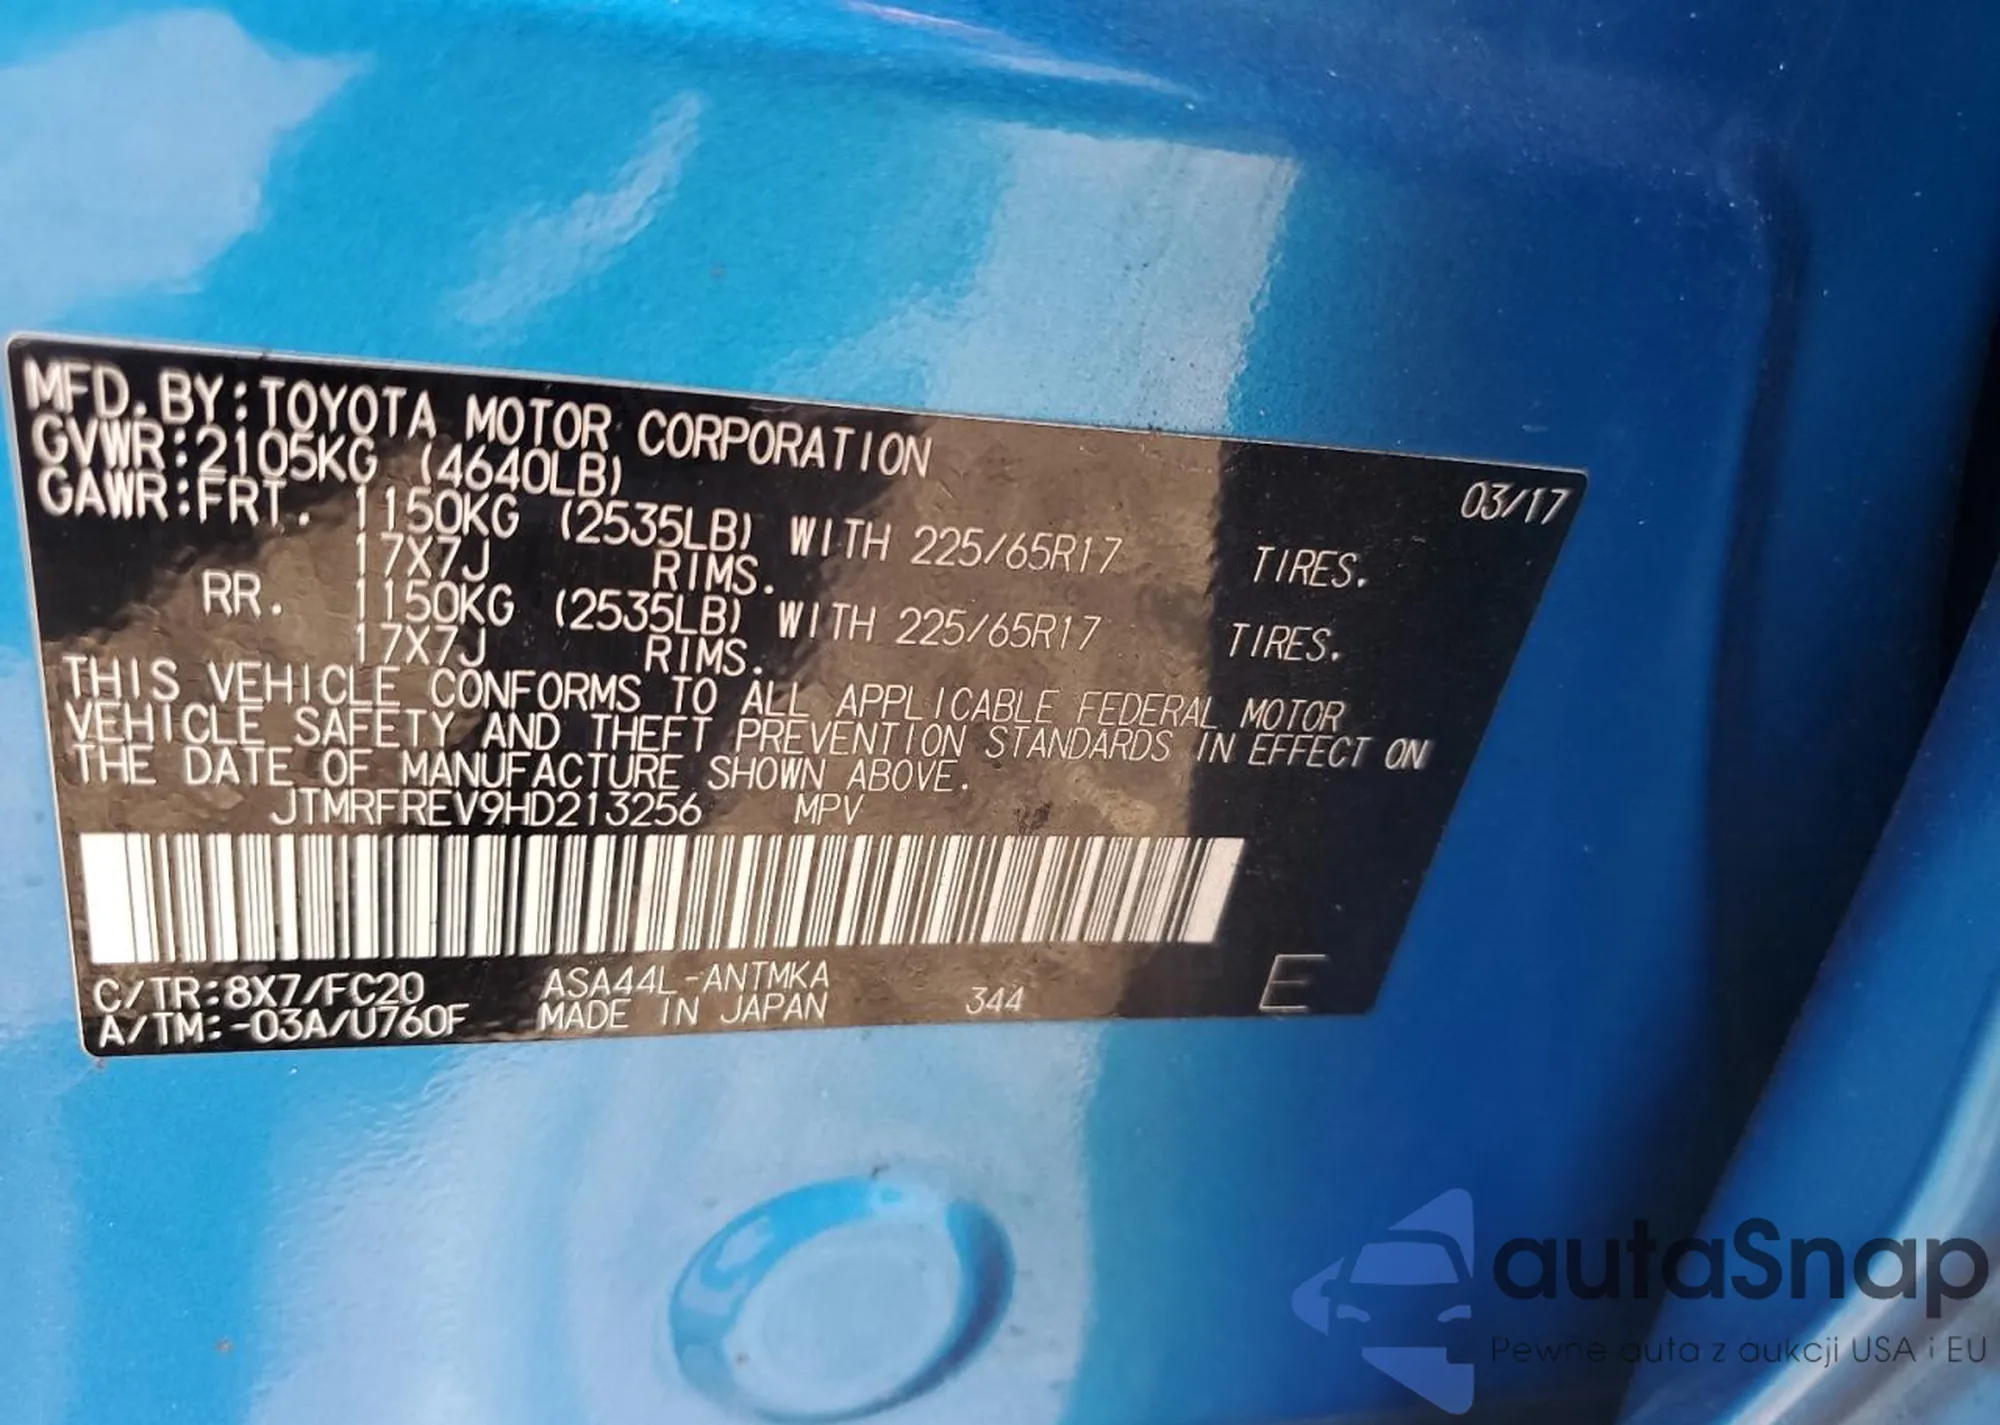 MFD. BY: TOYOTA MOTOR CORPORATION 03/17
GVWR: 2105KG (4640LB)
GAWR: FRT. 1150KG (2535LB) WITH 225/65R17 TIRES.
17X7J RIMS.
RR. 1150KG (2535LB) WITH 225/65R17 TIRES.
17X7J RIMS.
THIS VEHICLE CONFORMS TO ALL APPLICABLE FEDERAL MOTOR
VEHICLE SAFETY AND THEFT PREVENTION STANDARDS IN EFFECT ON
THE DATE OF MANUFACTURE SHOWN ABOVE.
JTMRFREV9HD213256 MPV
C/TR: 8X7/FC20 ASA44L-ANTMKA
A/TM: -03A/U760F MADE IN JAPAN 344 E
autaSnap
Pewne auta z aukcji USA i EU